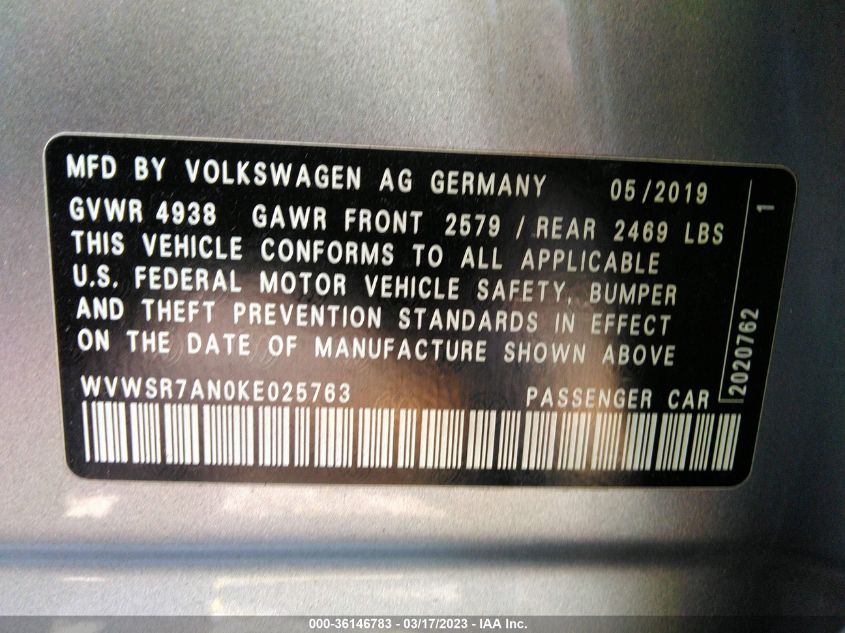 MFD BY VOLKSWAGEN AG GERMANY 05/2019
GVWR 4938 GAWR FRONT 2579 / REAR 2469 LBS
THIS VEHICLE CONFORMS TO ALL APPLICABLE
U.S. FEDERAL MOTOR VEHICLE SAFETY, BUMPER
AND THEFT PREVENTION STANDARDS IN EFFECT
ON THE DATE OF MANUFACTURE SHOWN ABOVE
WVWSR7AN0KE025763 PASSENGER CAR
2020762 1
000-36146783 - 03/17/2023 - IAA Inc.